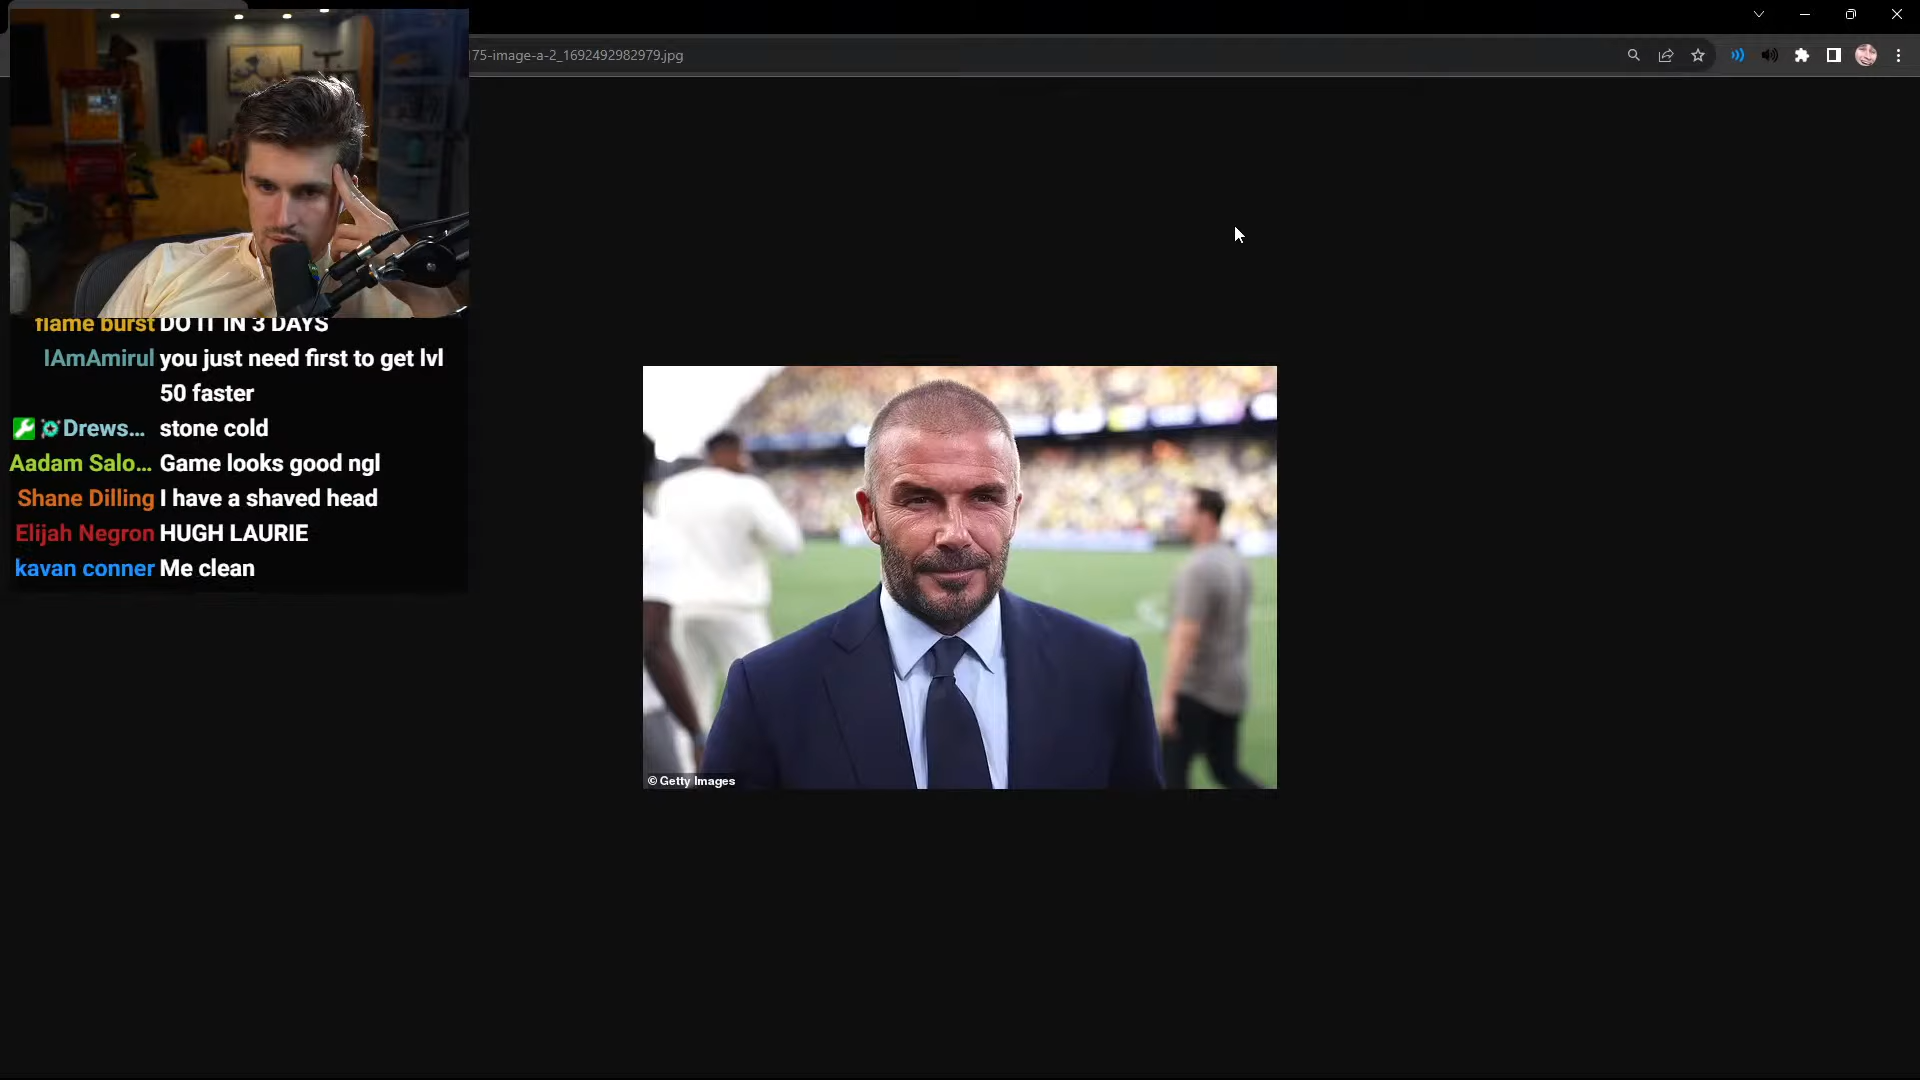 75-image-a-2_1692492982979.jpg
flame burst DO IT IN 3 DAYS
IAmAmirul you just need first to get lvl
50 faster
Drews... stone cold
Aadam Salo... Game looks good ngl
Shane Dilling I have a shaved head
Elijah Negron HUGH LAURIE
kavan conner Me clean
© Getty Images